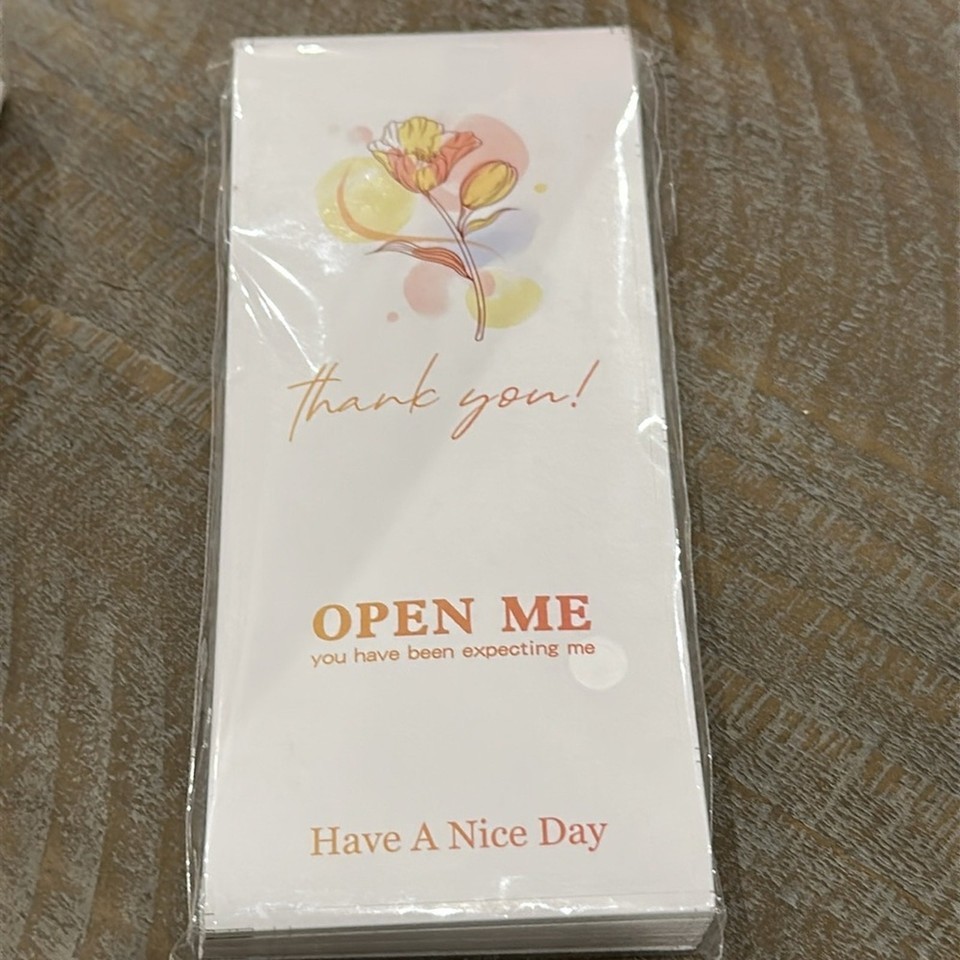 thank you!
OPEN ME
you have been expecting me
Have A Nice Day